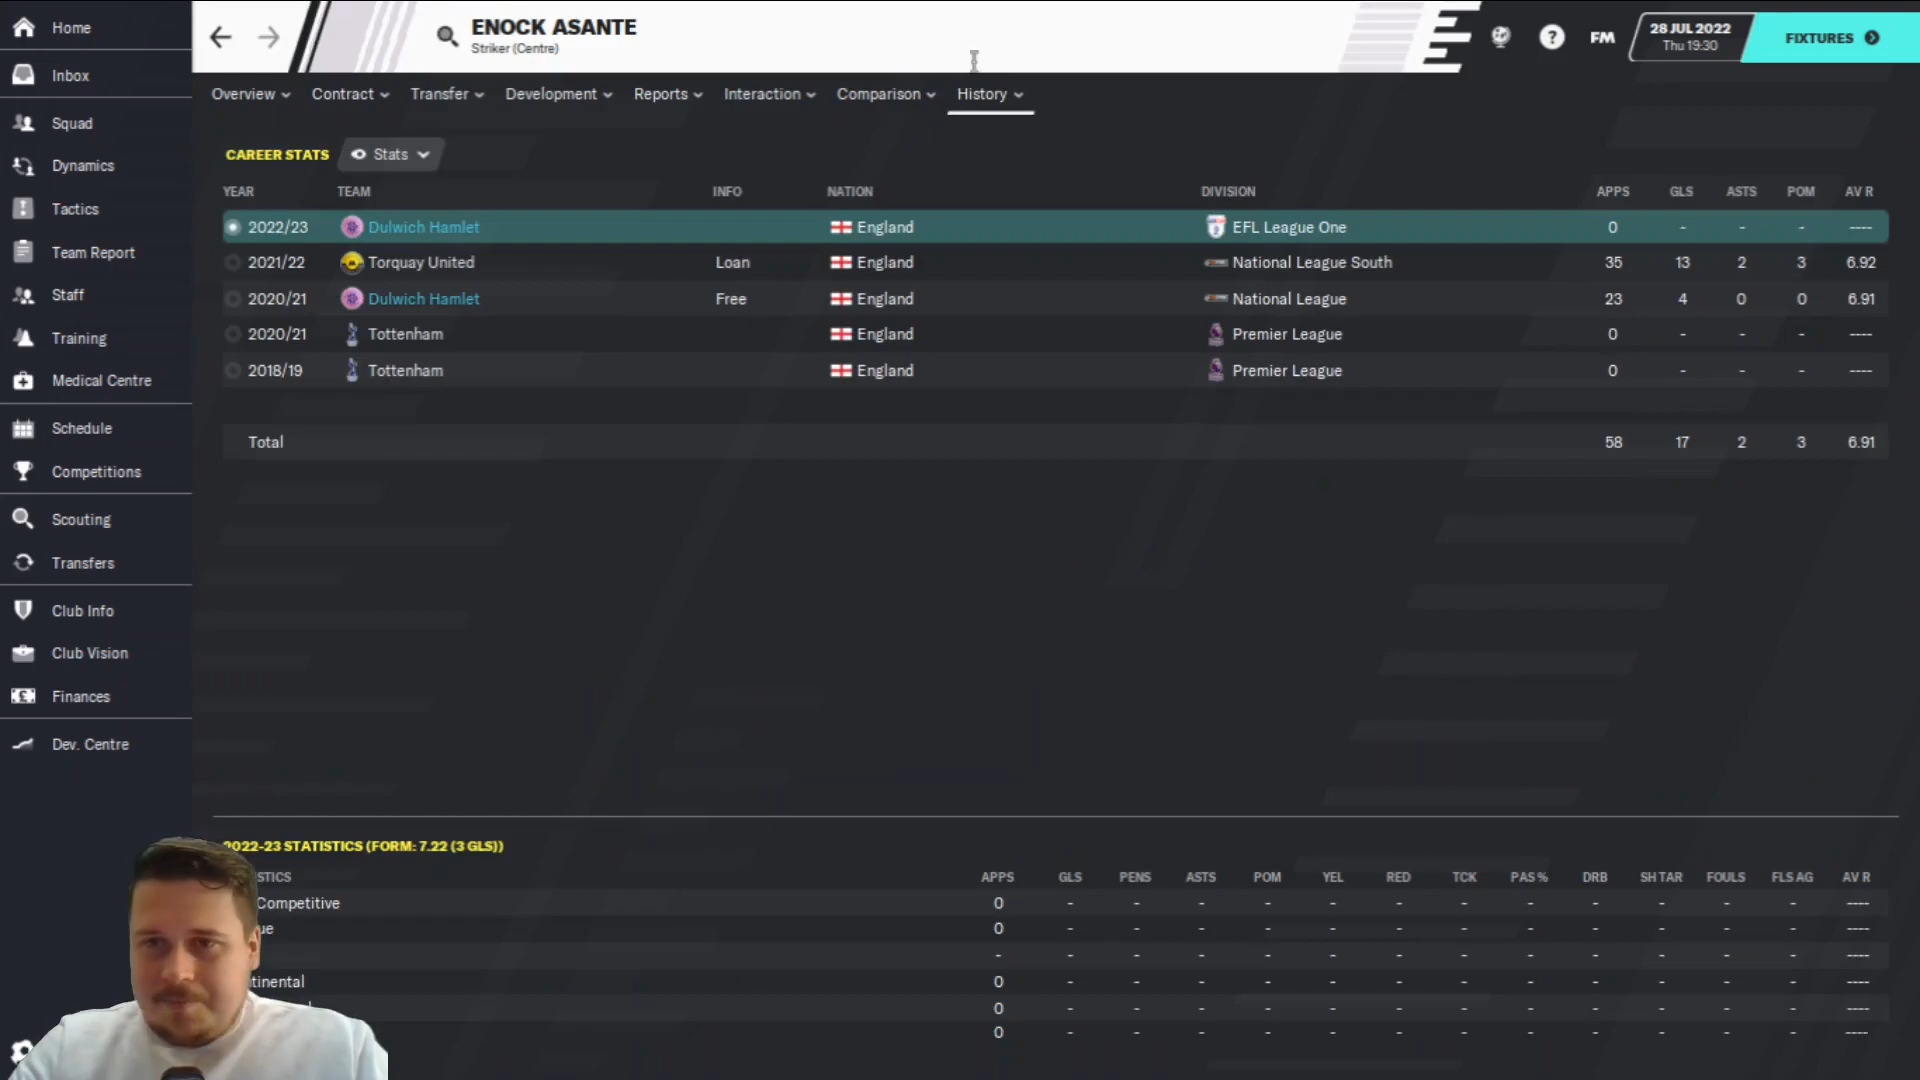 Home
Inbox
Squad
Dynamics
Tactics
Team Report
Staff
Training
Medical Centre
Schedule
Competitions
Scouting
Transfers
Club Info
Club Vision
Finances
Dev. Centre
ENOCK ASANTE
Striker (Centre)
? FM
28 JUL 2022
Thu 19:30
FIXTURES
Overview Contract Transfer Development Reports Interaction Comparison History
CAREER STATS Stats
YEAR TEAM INFO NATION DIVISION APPS GLS ASTS POM AV R
2022/23 Dulwich Hamlet England EFL League One 0 - - - ----
2021/22 Torquay United Loan England National League South 35 13 2 3 6.92
2020/21 Dulwich Hamlet Free England National League 23 4 0 0 6.91
2020/21 Tottenham England Premier League 0 - - - ----
2018/19 Tottenham England Premier League 0 - - - ----
Total 58 17 2 3 6.91
2022-23 STATISTICS (FORM: 7.22 (3 GLS))
STICS APPS GLS PENS ASTS POM YEL RED TCK PAS % DRB SH TAR FOULS FLS AG AV R
Competitive 0 - - - - - - - - - - - - ----
ue 0 - - - - - - - - - - - - ----
- - - - - - - - - - - - - ----
tinental 0 - - - - - - - - - - - - ----
0 - - - - - - - - - - - - ----
0 - - - - - - - - - - - - ----